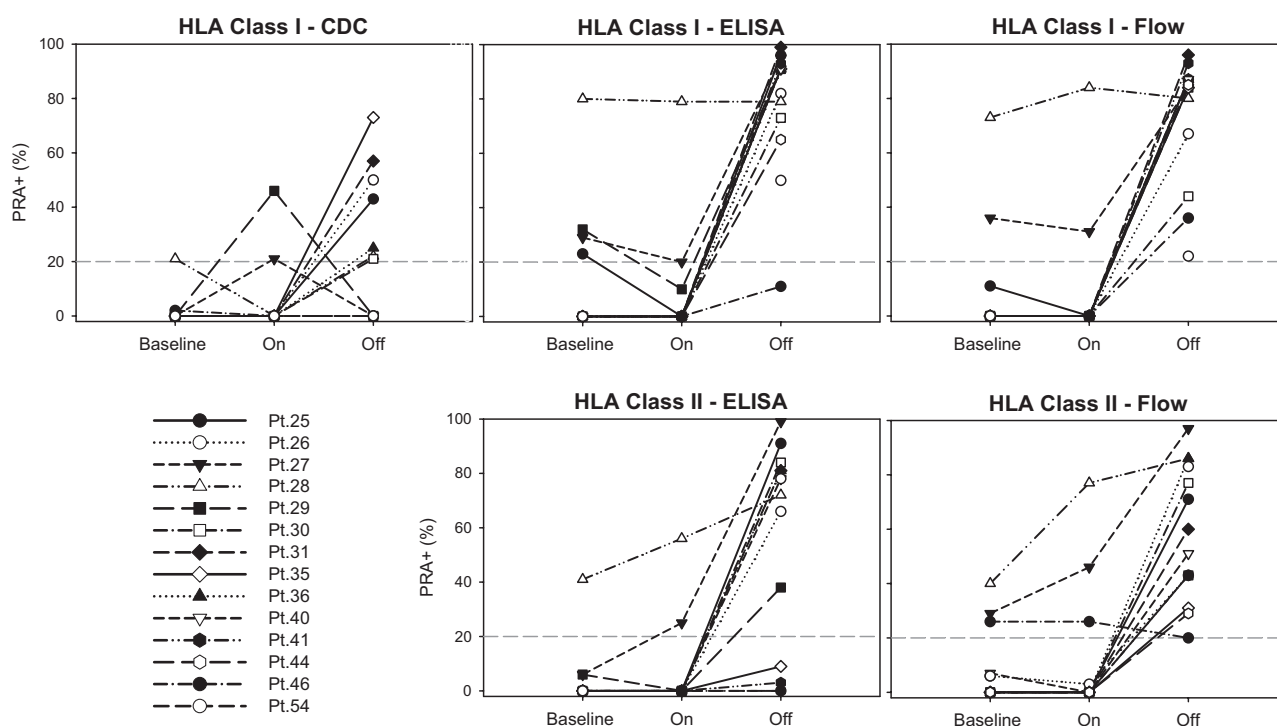 HLA Class I - CDC
HLA Class I - ELISA
HLA Class I - Flow
PRA+ (%)
100
80
60
40
20
0
Baseline On Off
Baseline On Off
Baseline On Off
HLA Class II - ELISA
HLA Class II - Flow
Pt.25
Pt.26
Pt.27
Pt.28
Pt.29
Pt.30
Pt.31
Pt.35
Pt.36
Pt.40
Pt.41
Pt.44
Pt.46
Pt.54
PRA+ (%)
100
80
60
40
20
0
Baseline On Off
Baseline On Off